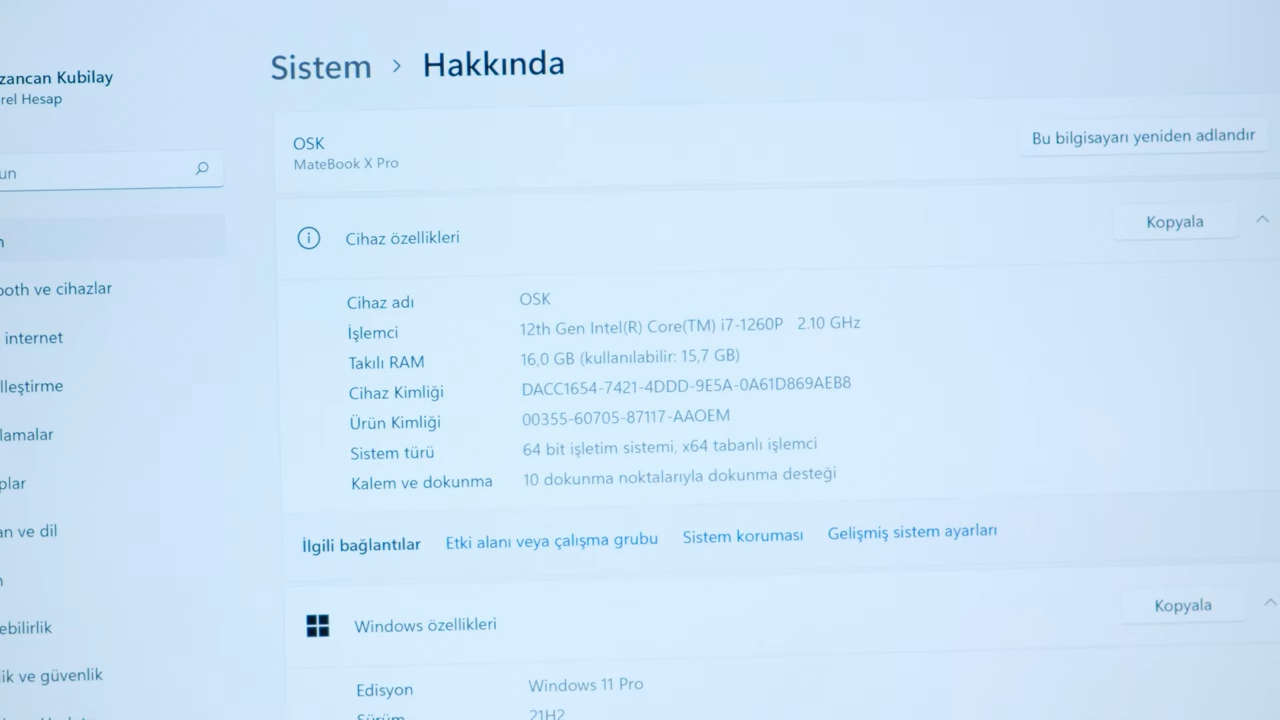 Sistem > Hakkında
zancan Kubilay
rel Hesap
un
ooth ve cihazlar
internet
lleştirme
lamalar
plar
an ve dil
ebilirlik
lik ve güvenlik
OSK
MateBook X Pro
Bu bilgisayarı yeniden adlandır
Cihaz özellikleri
Kopyala
Cihaz adı OSK
İşlemci 12th Gen Intel(R) Core(TM) i7-1260P 2.10 GHz
Takılı RAM 16,0 GB (kullanılabilir: 15,7 GB)
Cihaz Kimliği DACC1654-7421-4DDD-9E5A-0A61D869AEB8
Ürün Kimliği 00355-60705-87117-AAOEM
Sistem türü 64 bit işletim sistemi, x64 tabanlı işlemci
Kalem ve dokunma 10 dokunma noktalarıyla dokunma desteği
İlgili bağlantılar Etki alanı veya çalışma grubu Sistem koruması Gelişmiş sistem ayarları
Windows özellikleri
Kopyala
Edisyon Windows 11 Pro
Sürüm 21H2